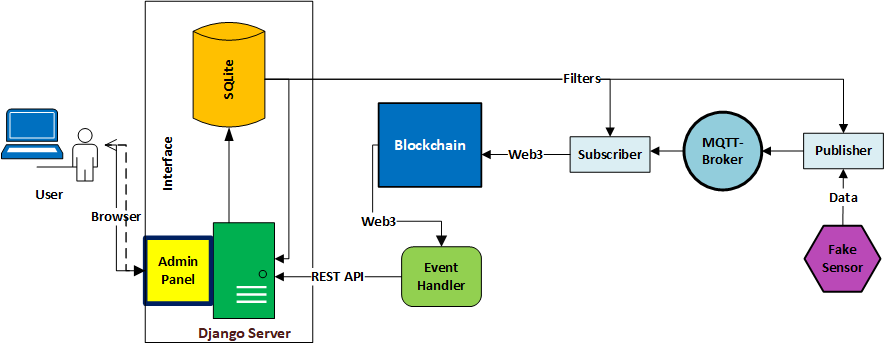 SQLite
Filters
Blockchain
Web3
Subscriber
MQTT-
Broker
Publisher
User
Interface
Browser
Web3
Data
Admin
Panel
REST API
Event
Handler
Fake
Sensor
Django Server